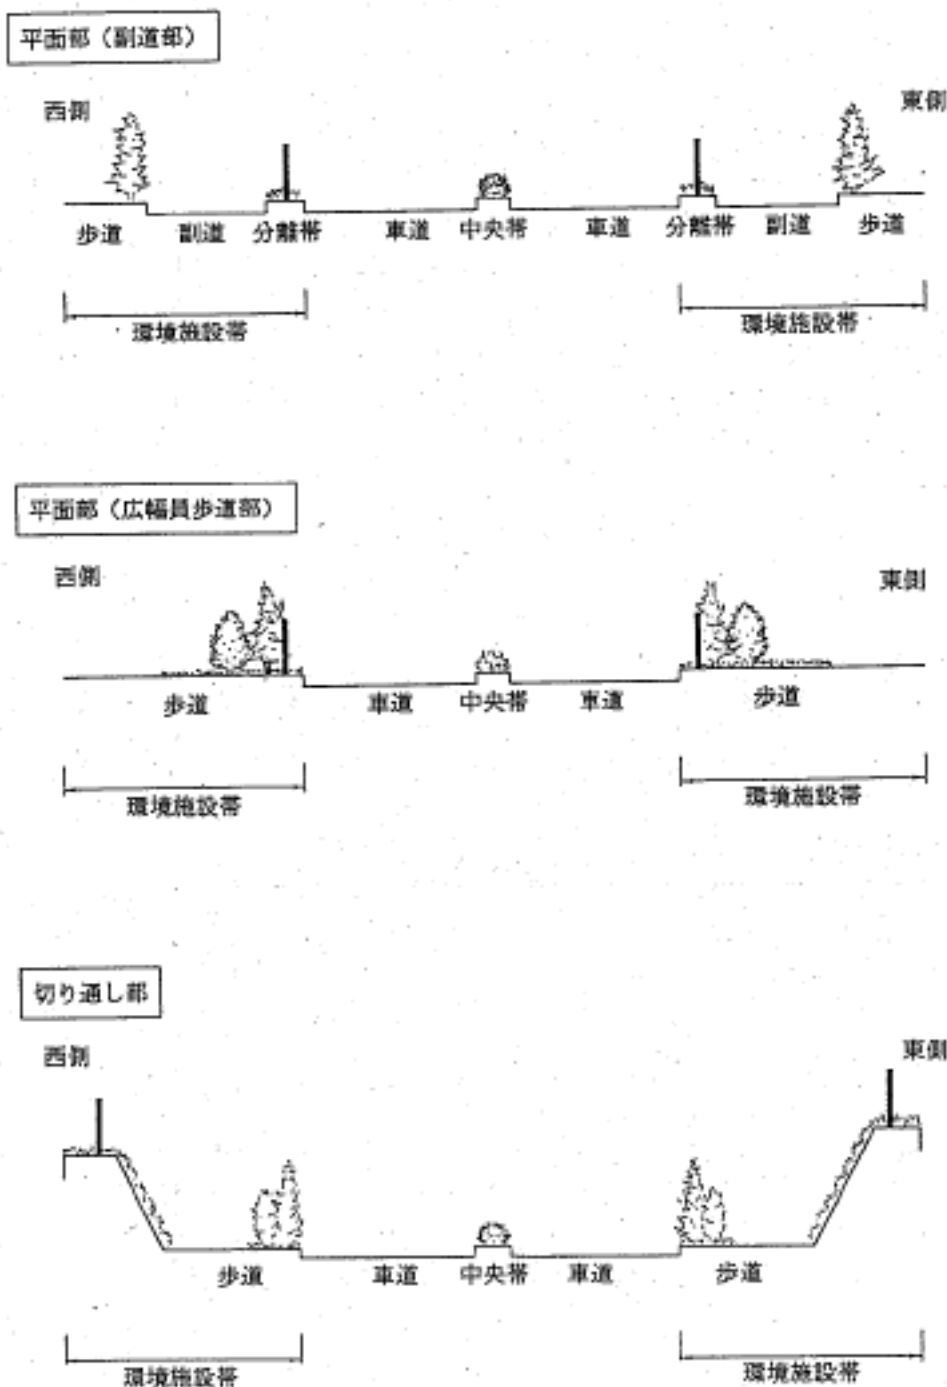 平面部（副道部）
西側
東側
歩道 副道 分離帯 車道 中央帯 車道 分離帯 副道 歩道
環境施設帯 環境施設帯
平面部（広幅員歩道部）
西側
東側
歩道 車道 中央帯 車道 歩道
環境施設帯 環境施設帯
切り通し部
西側
東側
歩道 車道 中央帯 車道 歩道
環境施設帯 環境施設帯